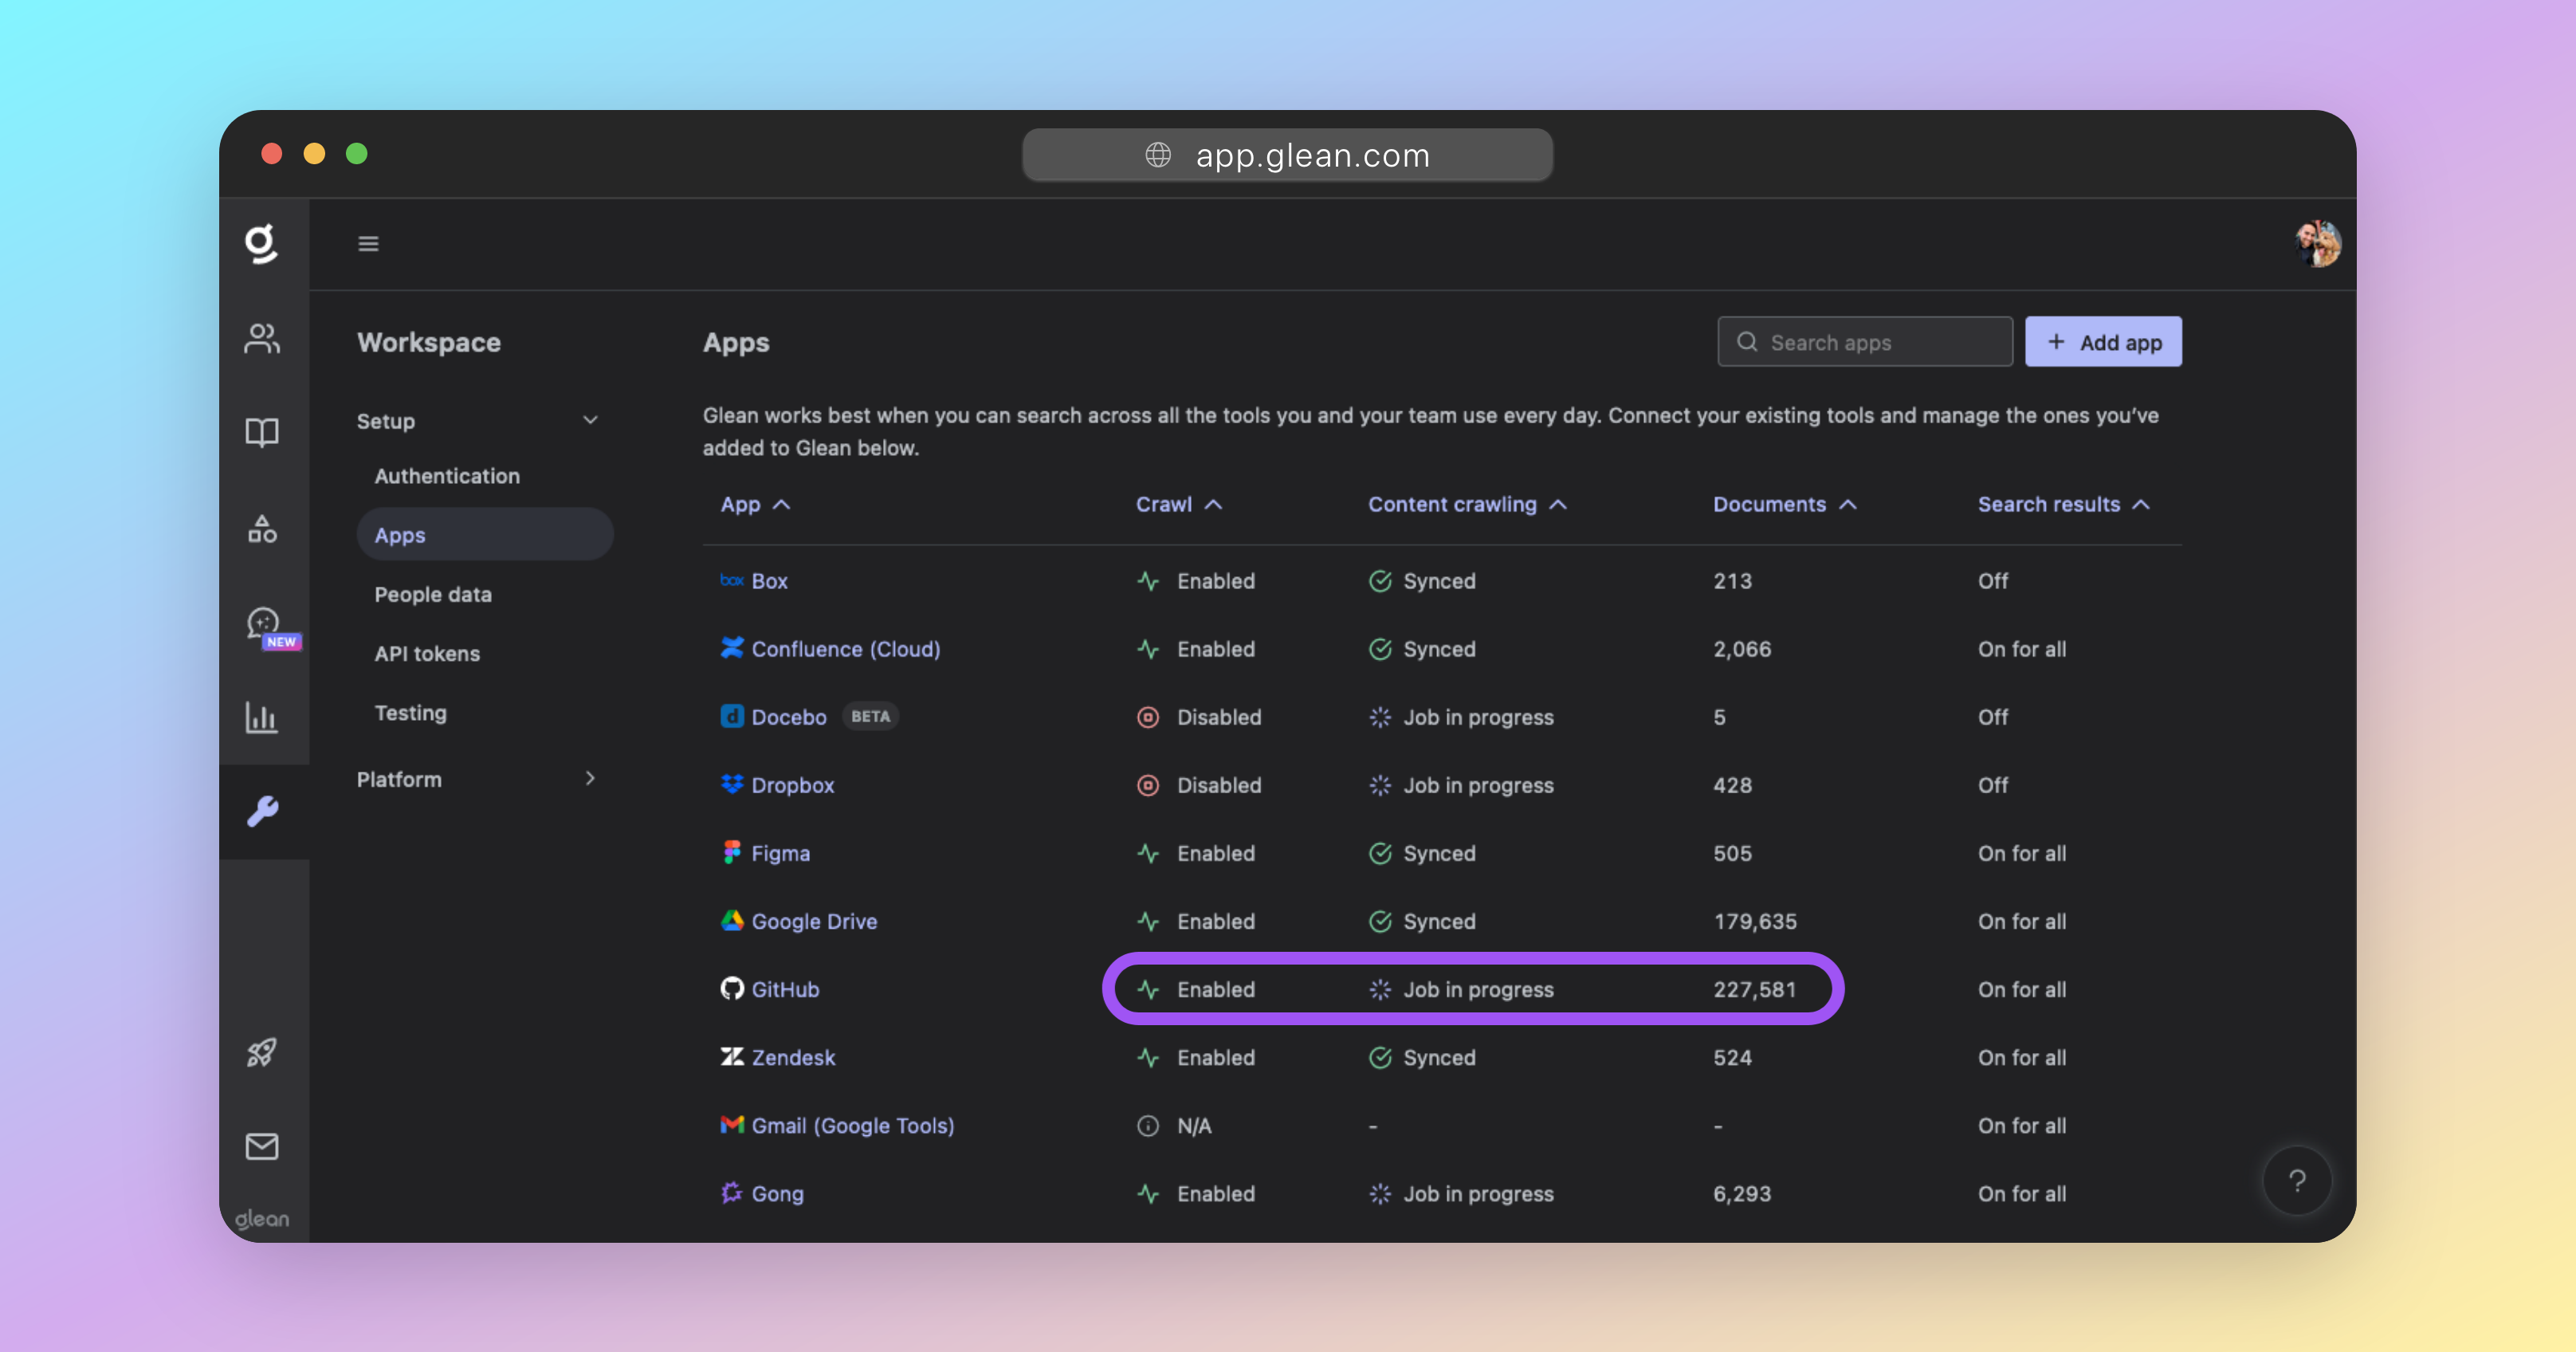 app.glean.com
Workspace
Setup
Authentication
Apps
People data
API tokens
Testing
Platform
NEW
glean
Apps
Search apps
+ Add app
Glean works best when you can search across all the tools you and your team use every day. Connect your existing tools and manage the ones you’ve
added to Glean below.
App Crawl Content crawling Documents Search results
box Box Enabled Synced 213 Off
Confluence (Cloud) Enabled Synced 2,066 On for all
d Docebo BETA Disabled Job in progress 5 Off
Dropbox Disabled Job in progress 428 Off
Figma Enabled Synced 505 On for all
Google Drive Enabled Synced 179,635 On for all
GitHub Enabled Job in progress 227,581 On for all
Zendesk Enabled Synced 524 On for all
Gmail (Google Tools) N/A - - On for all
Gong Enabled Job in progress 6,293 On for all
?